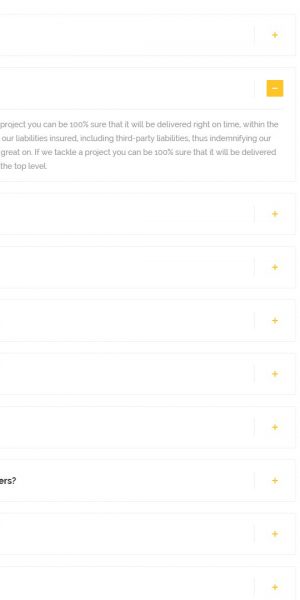 project you can be 100% sure that it will be delivered right on time, within the
our liabilities insured, including third-party liabilities, thus indemnifying our
great on. If we tackle a project you can be 100% sure that it will be delivered
the top level.
ers?